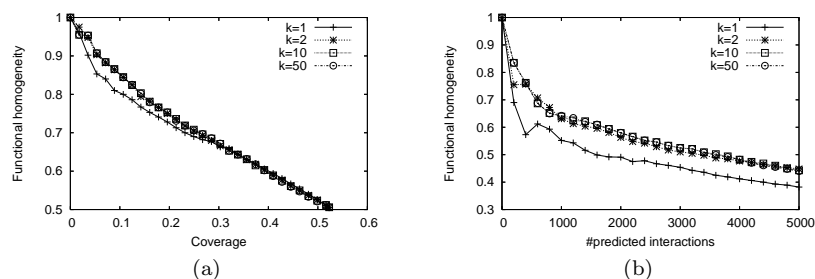 Functional homogeneity
1
0.9
0.8
0.7
0.6
0.5
0.4
0
0.1
0.2
0.3
0.4
0.5
0.6
Coverage
k=1
k=2
k=10
k=50
(a)
Functional homogeneity
1
0.9
0.8
0.7
0.6
0.5
0.4
0.3
0
1000
2000
3000
4000
5000
#predicted interactions
k=1
k=2
k=10
k=50
(b)